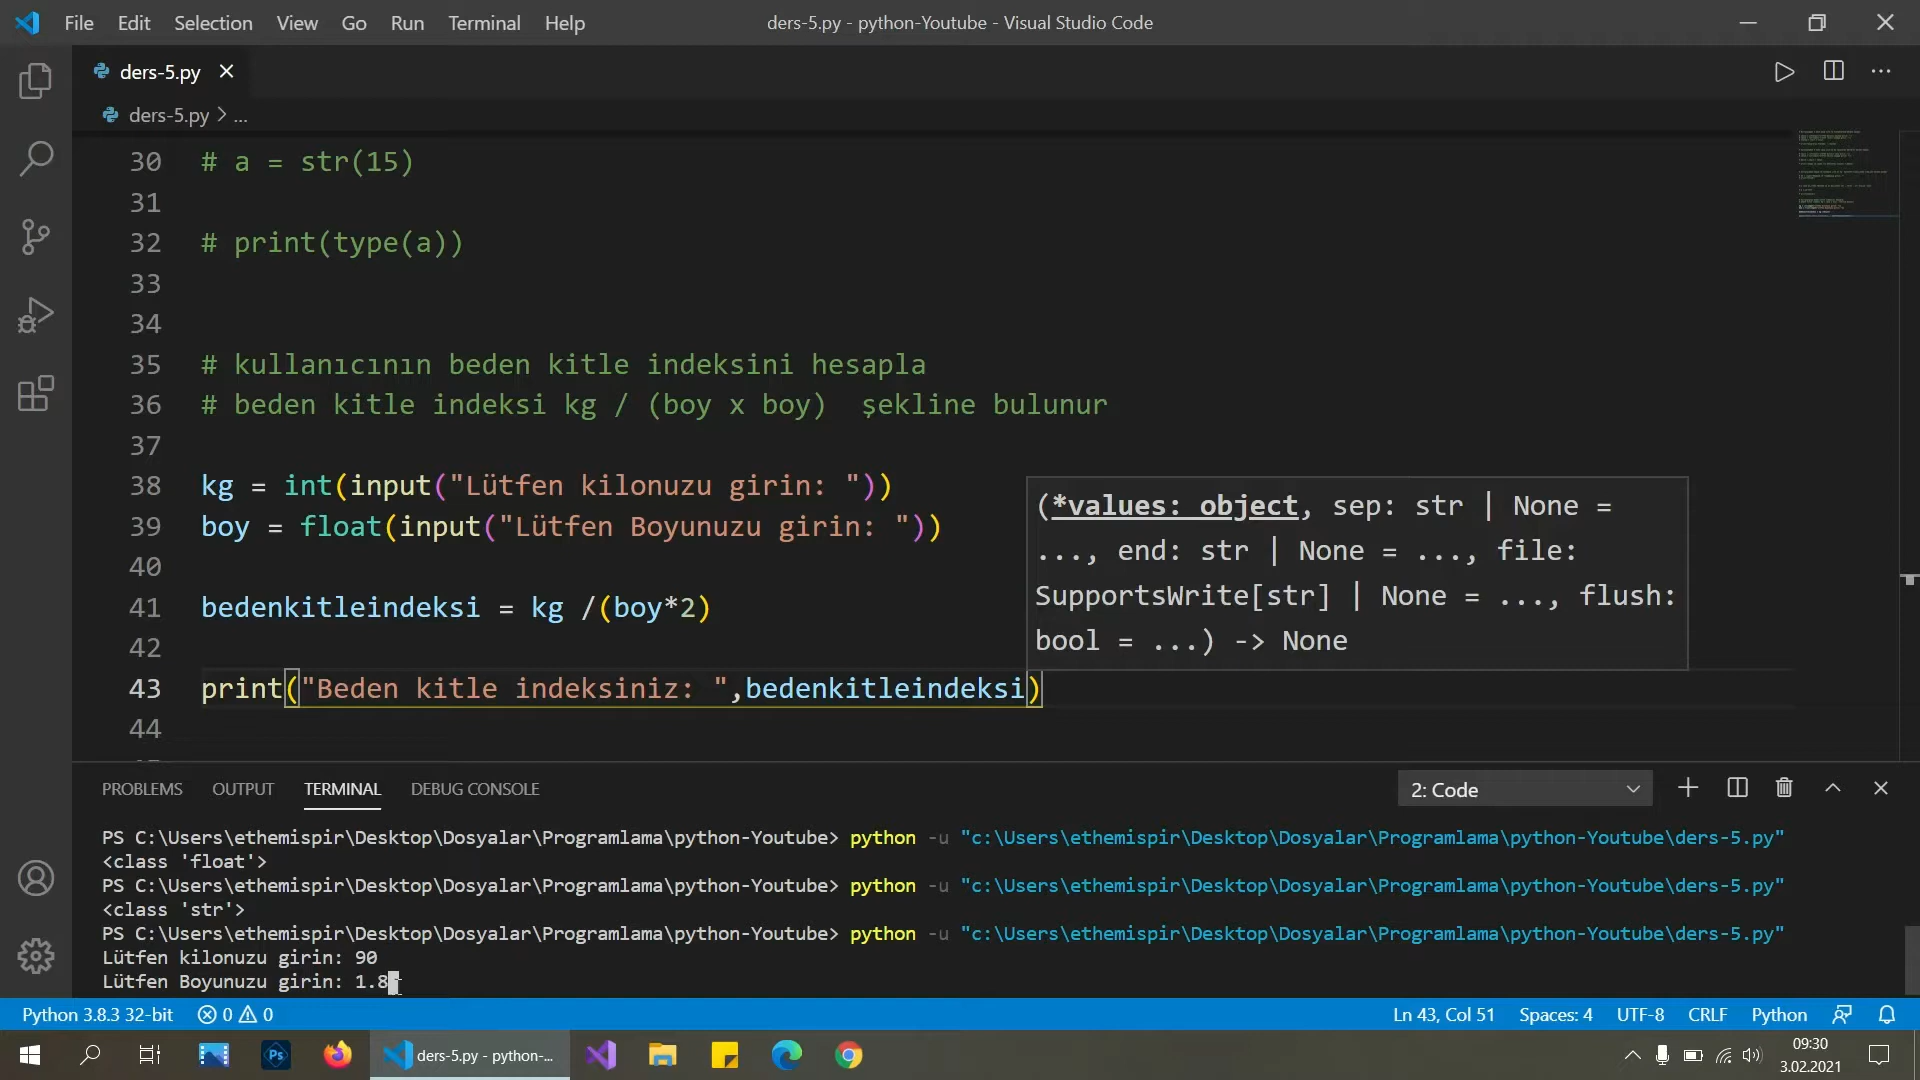 File Edit Selection View Go Run Terminal Help
ders-5.py - python-Youtube - Visual Studio Code
ders-5.py
ders-5.py > ...
30 # a = str(15)
31
32 # print(type(a))
33
34
35 # kullanıcının beden kitle indeksini hesapla
36 # beden kitle indeksi kg / (boy x boy)  şekline bulunur
37
38 kg = int(input("Lütfen kilonuzu girin: "))
39 boy = float(input("Lütfen Boyunuzu girin: "))
40
41 bedenkitleindeksi = kg /(boy*2)
42
43 print("Beden kitle indeksiniz: ",bedenkitleindeksi)
44
(*values: object, sep: str | None =
..., end: str | None = ..., file:
SupportsWrite[str] | None = ..., flush:
bool = ...) -> None
PROBLEMS OUTPUT TERMINAL DEBUG CONSOLE
2: Code
PS C:\Users\ethemispir\Desktop\Dosyalar\Programlama\python-Youtube> python -u "c:\Users\ethemispir\Desktop\Dosyalar\Programlama\python-Youtube\ders-5.py"
<class 'float'>
PS C:\Users\ethemispir\Desktop\Dosyalar\Programlama\python-Youtube> python -u "c:\Users\ethemispir\Desktop\Dosyalar\Programlama\python-Youtube\ders-5.py"
<class 'str'>
PS C:\Users\ethemispir\Desktop\Dosyalar\Programlama\python-Youtube> python -u "c:\Users\ethemispir\Desktop\Dosyalar\Programlama\python-Youtube\ders-5.py"
Lütfen kilonuzu girin: 90
Lütfen Boyunuzu girin: 1.8
Python 3.8.3 32-bit 0 0 Ln 43, Col 51 Spaces: 4 UTF-8 CRLF Python
Ps
ders-5.py - python-...
09:30
3.02.2021